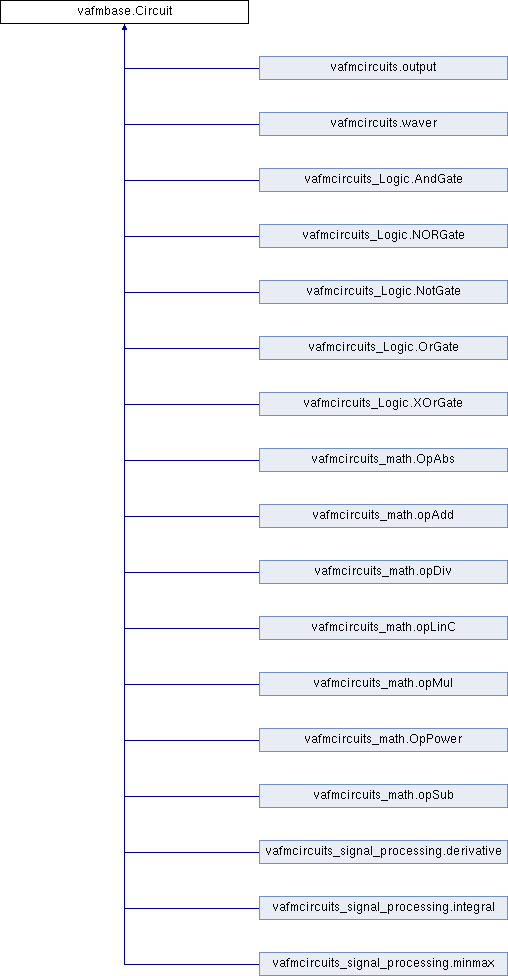 vafmbase.Circuit
vafmcircuits.output
vafmcircuits.waver
vafmcircuits_Logic.AndGate
vafmcircuits_Logic.NORGate
vafmcircuits_Logic.NotGate
vafmcircuits_Logic.OrGate
vafmcircuits_Logic.XOrGate
vafmcircuits_math.OpAbs
vafmcircuits_math.opAdd
vafmcircuits_math.opDiv
vafmcircuits_math.opLinC
vafmcircuits_math.opMul
vafmcircuits_math.OpPower
vafmcircuits_math.opSub
vafmcircuits_signal_processing.derivative
vafmcircuits_signal_processing.integral
vafmcircuits_signal_processing.minmax